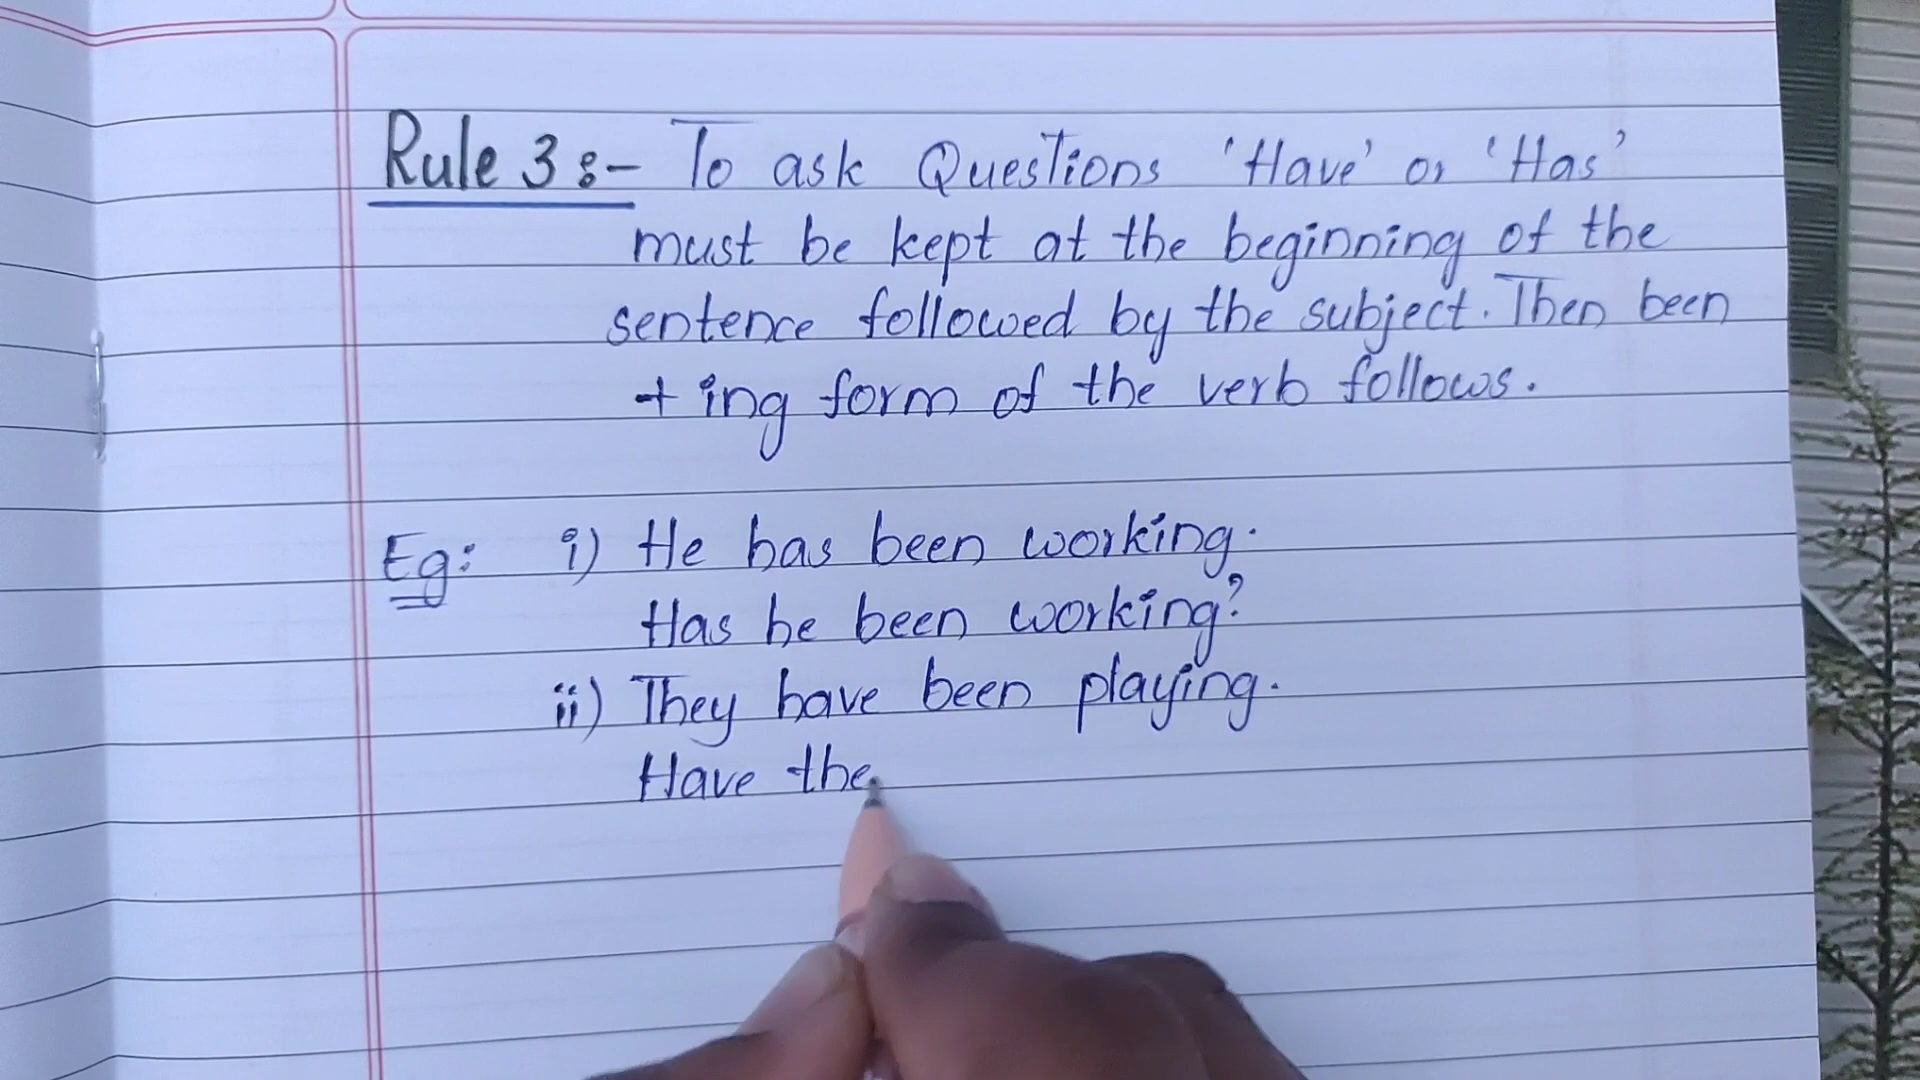 Rule 3 :- To ask Questions 'Have' or 'Has'
must be kept at the beginning of the
sentence followed by the subject. Then been
+ ing form of the verb follows.
Eg: i) He has been working.
Has he been working?
ii) They have been playing.
Have the